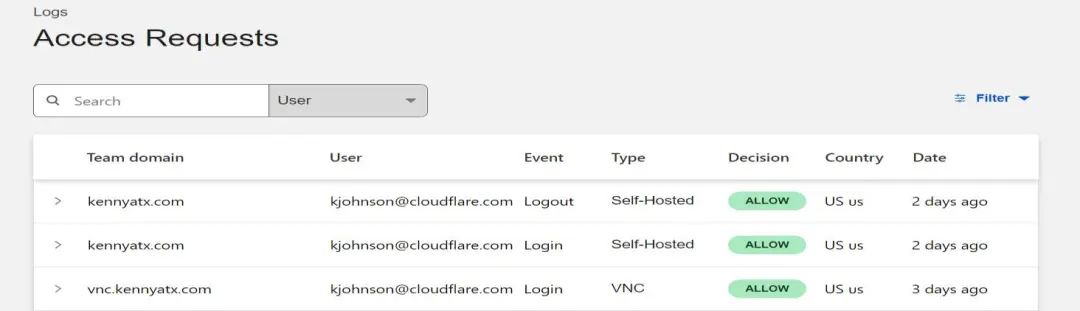 Logs
Access Requests
Search User Filter
Team domain User Event Type Decision Country Date
kennyatx.com kjohnson@cloudflare.com Logout Self-Hosted ALLOW US us 2 days ago
kennyatx.com kjohnson@cloudflare.com Login Self-Hosted ALLOW US us 2 days ago
vnc.kennyatx.com kjohnson@cloudflare.com Login VNC ALLOW US us 3 days ago